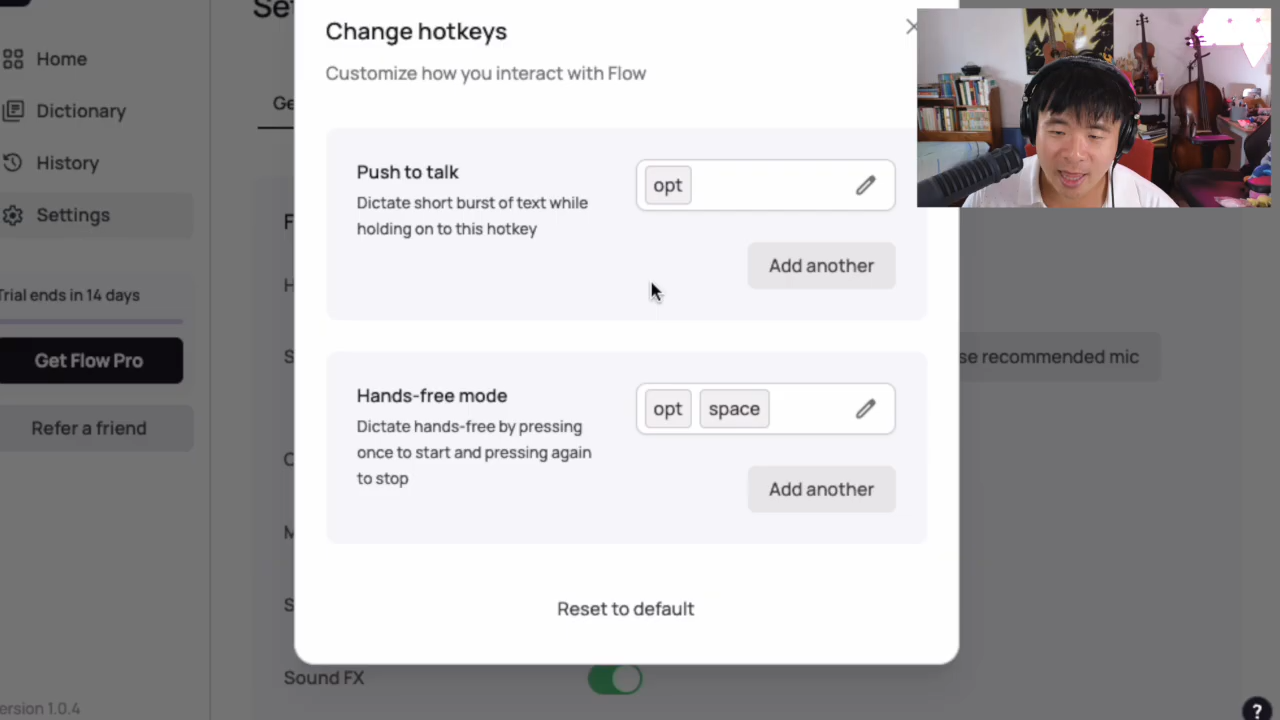 Se
Change hotkeys
Customize how you interact with Flow
Home
Dictionary
History
Settings
Trial ends in 14 days
Get Flow Pro
Refer a friend
Ge
Push to talk
opt
Dictate short burst of text while
holding on to this hotkey
Add another
F
H
S
se recommended mic
Hands-free mode
opt space
Dictate hands-free by pressing
once to start and pressing again
to stop
Add another
M
S
Reset to default
Sound FX
ersion 1.0.4
?